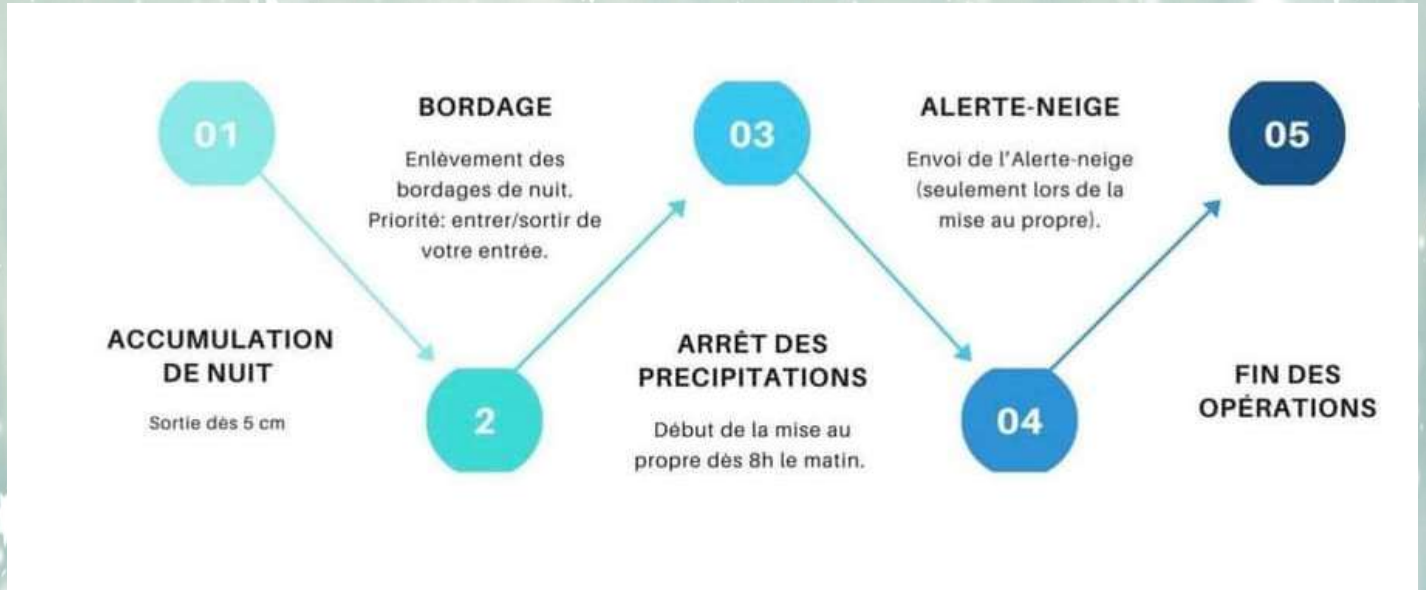 01
ACCUMULATION
DE NUIT
Sortie dès 5 cm
BORDAGE
Enlèvement des
bordages de nuit.
Priorité: entrer/sortir de
votre entrée.
2
03
ARRÊT DES
PRECIPITATIONS
Début de la mise au
propre dès 8h le matin.
ALERTE-NEIGE
Envoi de l'Alerte-neige
(seulement lors de la
mise au propre).
04
05
FIN DES
OPÉRATIONS